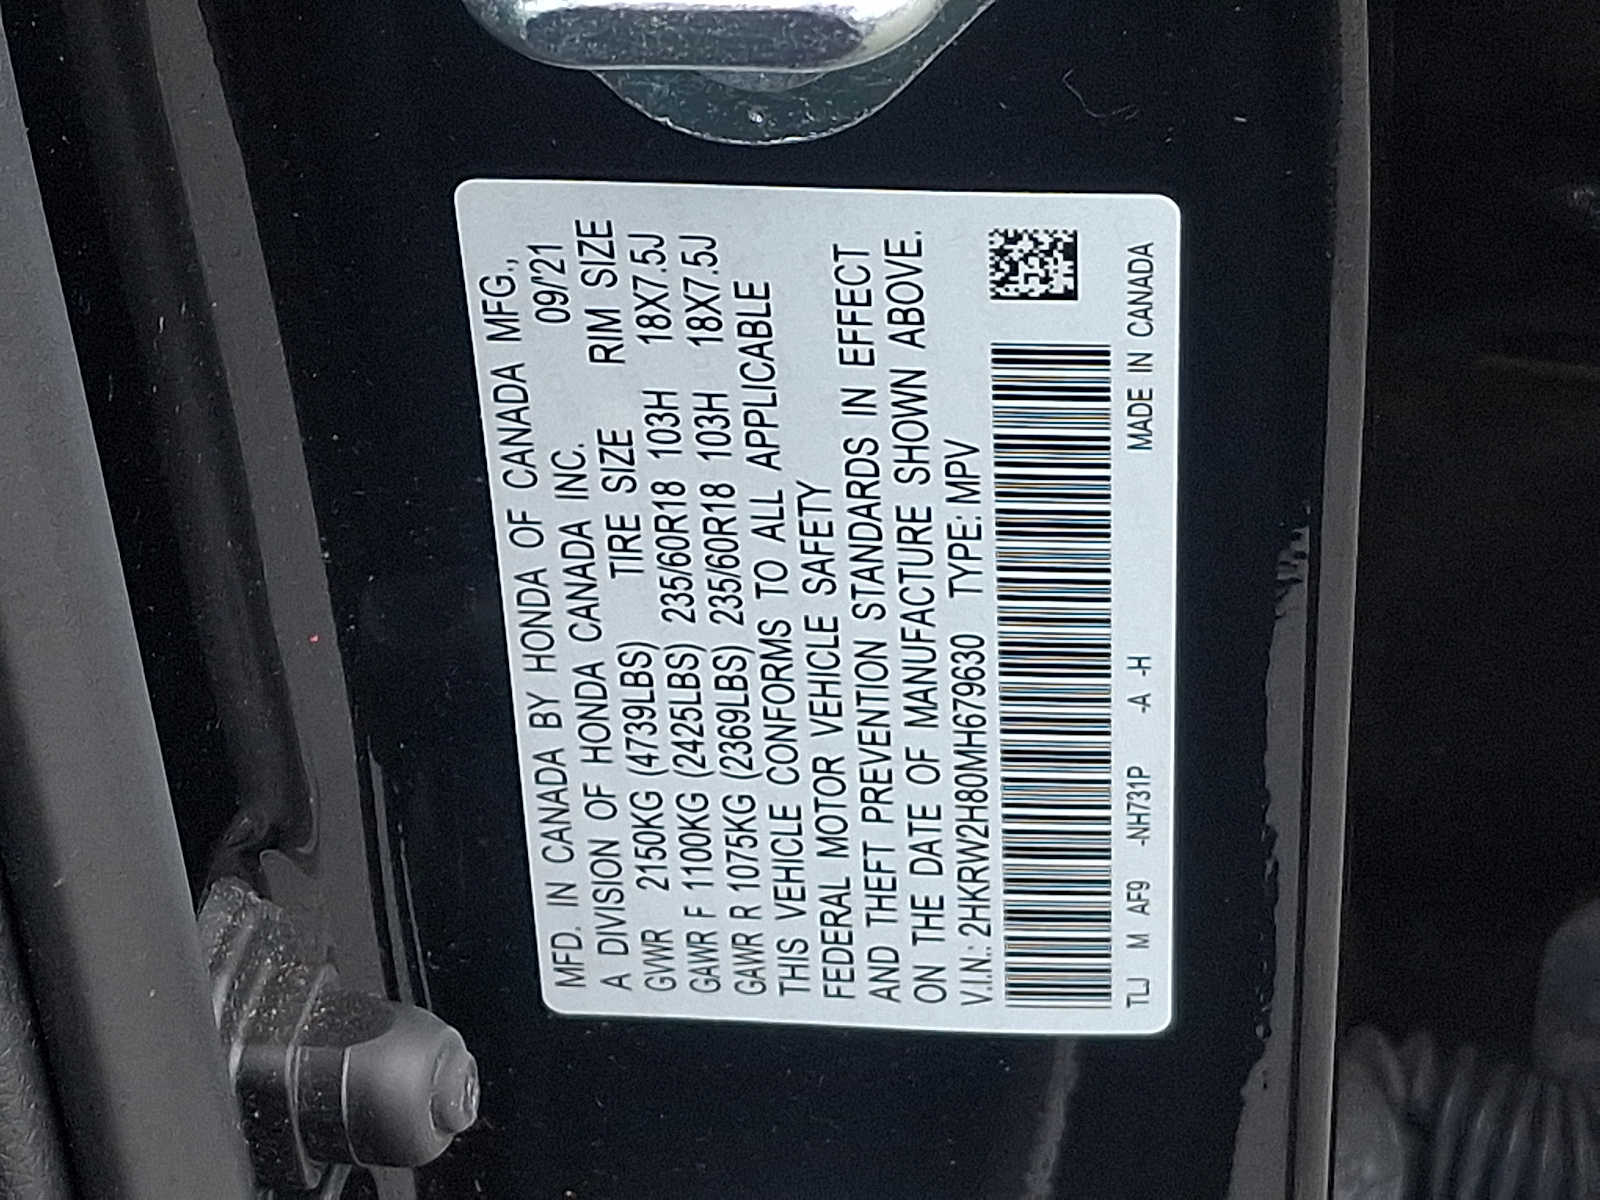 MFD. IN CANADA BY HONDA OF CANADA MFG.,
A DIVISION OF HONDA CANADA INC. 09/'21
GVWR 2150KG (4739LBS) TIRE SIZE RIM SIZE
GAWR F 1100KG (2425LBS) 235/60R18 103H 18X7.5J
GAWR R 1075KG (2369LBS) 235/60R18 103H 18X7.5J
THIS VEHICLE CONFORMS TO ALL APPLICABLE
FEDERAL MOTOR VEHICLE SAFETY
AND THEFT PREVENTION STANDARDS IN EFFECT
ON THE DATE OF MANUFACTURE SHOWN ABOVE.
V.I.N.: 2HKRW2H80MH679630 TYPE: MPV
TLJ M AF9 -NH731P -A -H MADE IN CANADA